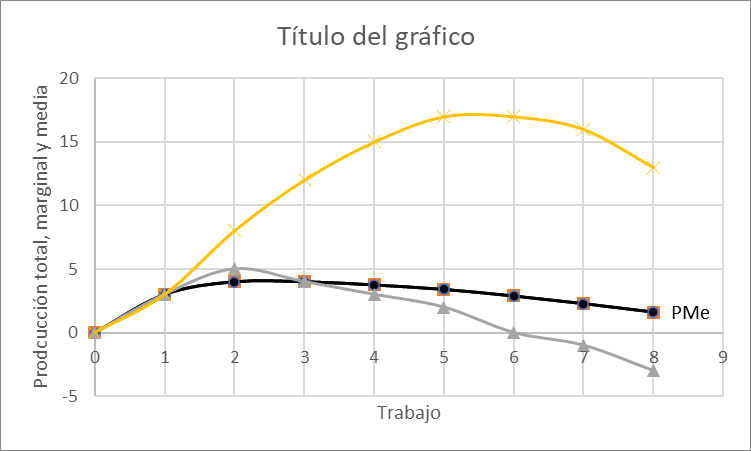 Título del gráfico
Prodcucción total, marginal y media
20
15
10
5
0
-5
0 1 2 3 4 5 6 7 8 9
PMe
Trabajo